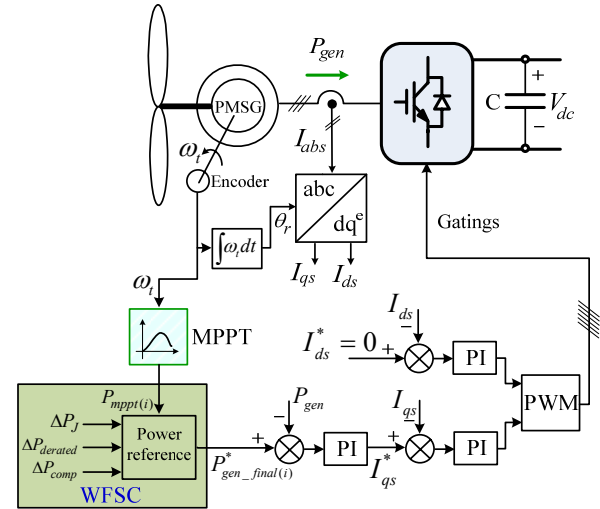 P_gen
PMSG
C
+
V_dc
−
I_abs
ω_t
Encoder
abc
dq^e
θ_r
∫ω_t dt
Gatings
I_qs
I_ds
ω_t
MPPT
I_ds
−
I*_ds = 0
+
PI
P_mppt(i)
PWM
ΔP_J
ΔP_derated
ΔP_comp
Power
reference
WFSC
P_gen
−
+
P*_gen_final(i)
PI
I_qs
−
+
I*_qs
PI